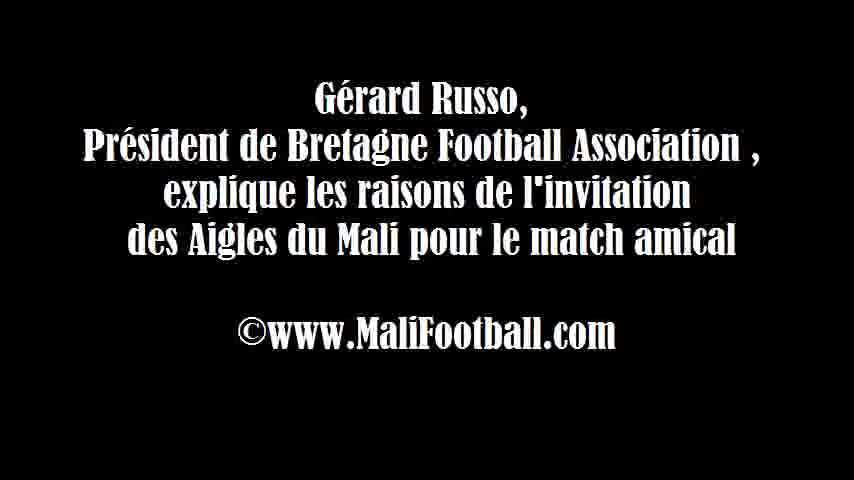 Gérard Russo,
Président de Bretagne Football Association ,
explique les raisons de l'invitation
des Aigles du Mali pour le match amical
©www.MaliFootball.com